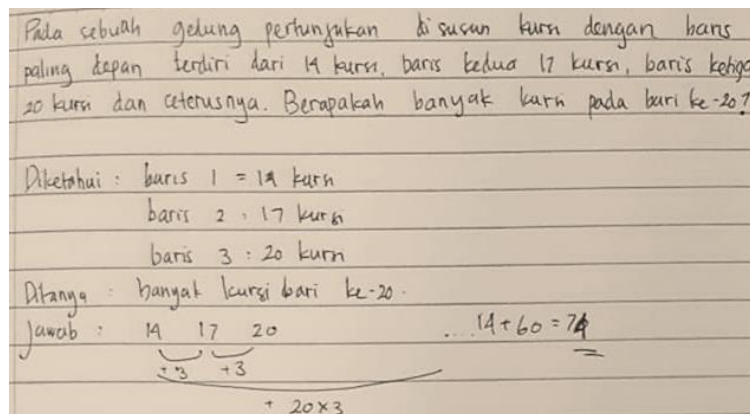 Pada sebuah gedung pertunjukan di susun kursi dengan baris
paling depan terdiri dari 14 kursi, baris kedua 17 kursi, baris ketiga
20 kursi dan ceterusnya. Berapakah banyak kursi pada bari ke-20?
Diketahui : baris 1 = 14 kursi
baris 2 : 17 kursi
baris 3 : 20 kursi
Ditanya : banyak kursi bari ke-20.
Jawab : 14 17 20 .... 14+60=74
+3 +3
+ 20×3